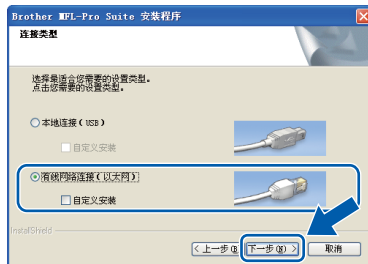 Brother MFL-Pro Suite 安装程序
连接类型
选择最适合您需要的设置类型。
点击您需要的设置类型。
本地连接(USB)
自定义安装
有线网络连接(以太网)
自定义安装
InstallShield
< 上一步(B) 下一步(N) > 取消